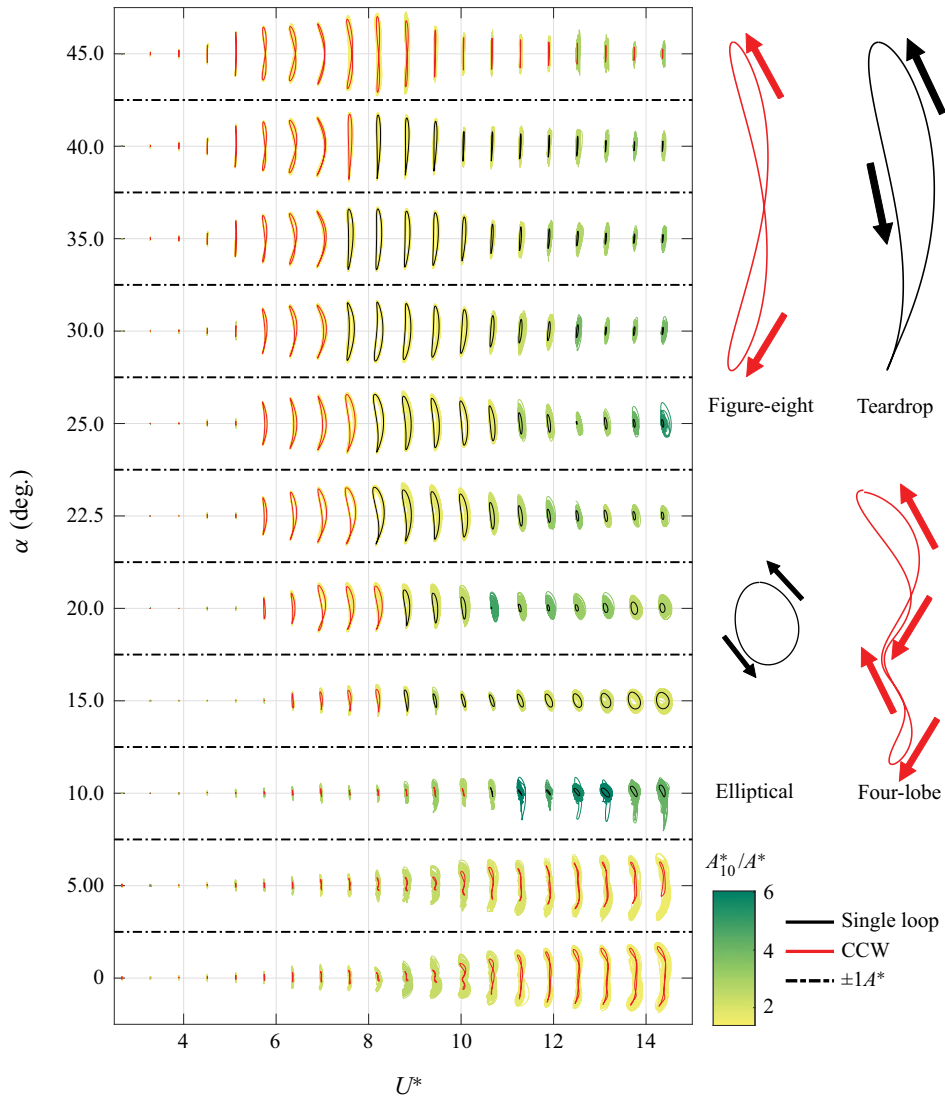 45.0
40.0
35.0
30.0
25.0
22.5
20.0
15.0
10.0
5.00
0
α (deg.)
4 6 8 10 12 14
U*
Figure-eight Teardrop
Elliptical Four-lobe
A*10/A*
6
4
2
Single loop
CCW
±1A*